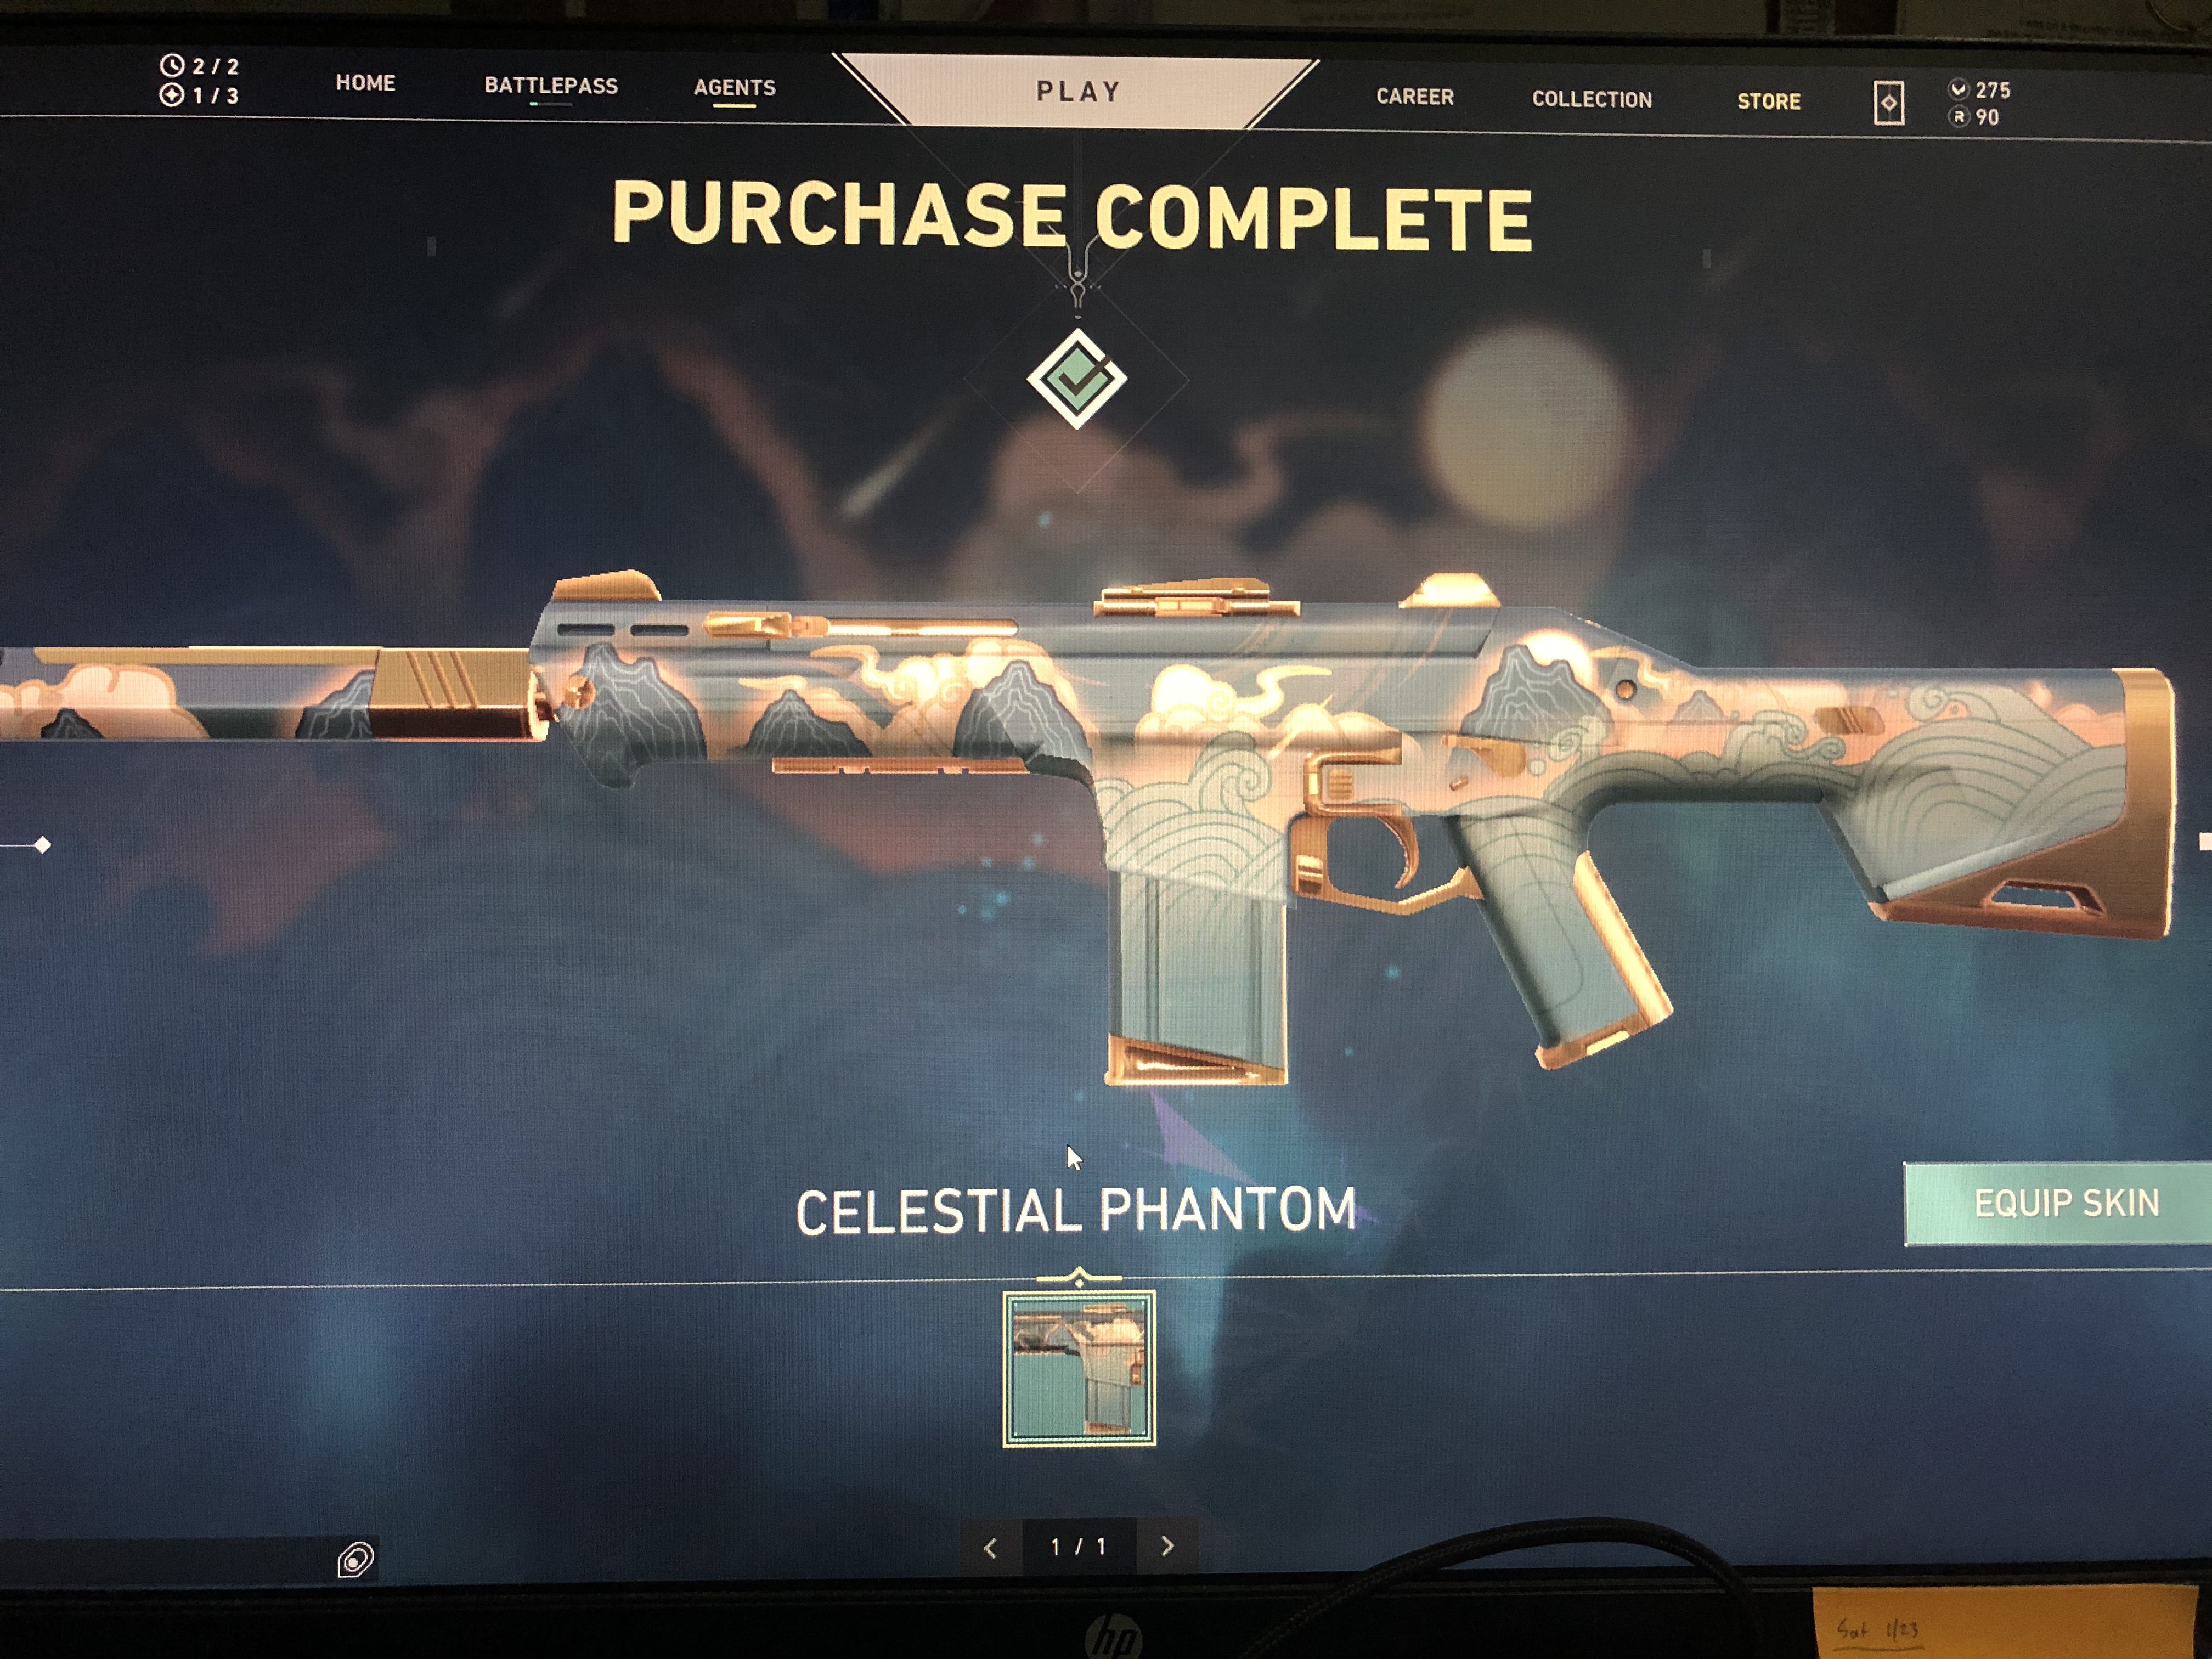 2 / 2
1 / 3
HOME
BATTLEPASS
AGENTS
PLAY
CAREER
COLLECTION
STORE
275
R 90
PURCHASE COMPLETE
CELESTIAL PHANTOM
EQUIP SKIN
< 1 / 1 >
hp
Sat 1/23